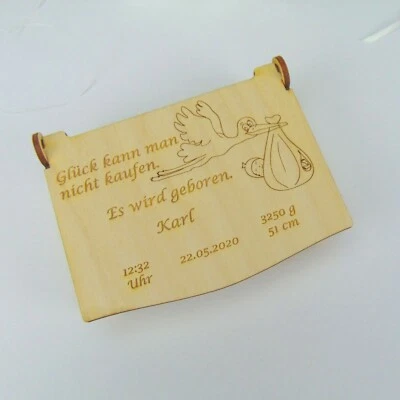 Glück kann man
nicht kaufen.
Es wird geboren.
Karl
12:32
Uhr
22.05.2020
3250 g
51 cm